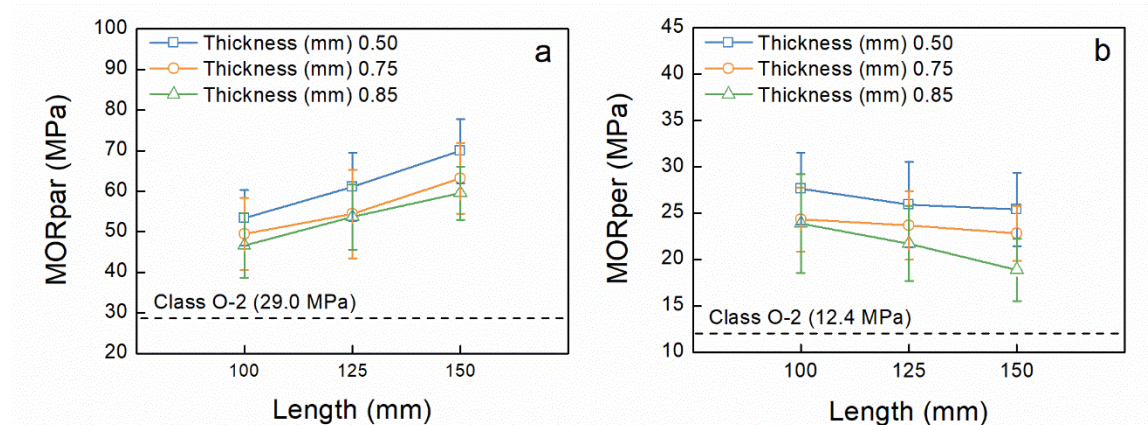 a
Thickness (mm) 0.50
Thickness (mm) 0.75
Thickness (mm) 0.85
100
90
80
70
60
50
40
30
20
MORpar (MPa)
Class O-2 (29.0 MPa)
100 125 150
Length (mm)
b
Thickness (mm) 0.50
Thickness (mm) 0.75
Thickness (mm) 0.85
45
40
35
30
25
20
15
10
MORper (MPa)
Class O-2 (12.4 MPa)
100 125 150
Length (mm)